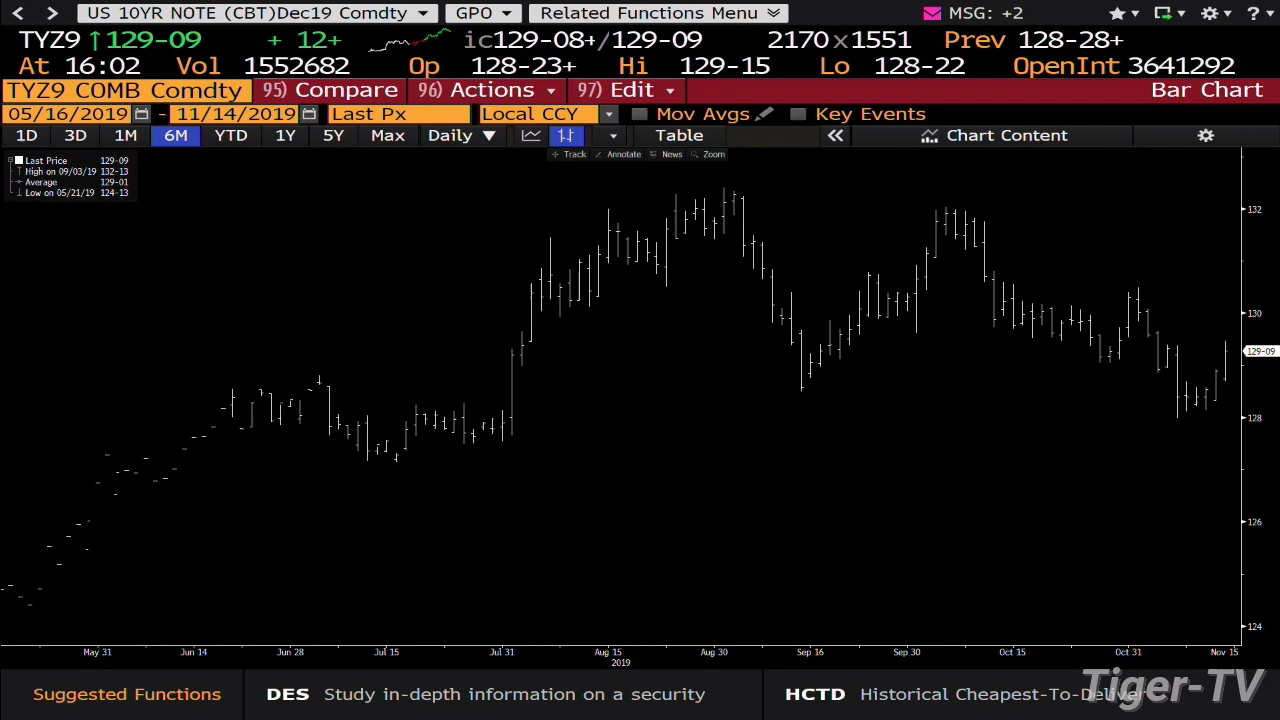 US 10YR NOTE (CBT)Dec19 Comdty GPO Related Functions Menu MSG: +2 ?
TYZ9 ↑129-09 + 12+ ic129-08+/129-09 2170x1551 Prev 128-28+
At 16:02 Vol 1552682 Op 128-23+ Hi 129-15 Lo 128-22 OpenInt 3641292
TYZ9 COMB Comdty 95) Compare 96) Actions 97) Edit Bar Chart
05/16/2019 - 11/14/2019 Last Px Local CCY Mov Avgs Key Events
1D 3D 1M 6M YTD 1Y 5Y Max Daily ▼ Table « Chart Content
Track Annotate News Zoom
Last Price 129-09
High on 09/03/19 132-13
Average 129-01
Low on 05/21/19 124-13
132
130
129-09
128
126
124
May 31 Jun 14 Jun 28 Jul 15 Jul 31 Aug 15 Aug 30 Sep 16 Sep 30 Oct 15 Oct 31 Nov 15
2019
Suggested Functions DES Study in-depth information on a security HCTD Historical Cheapest-To-Deliver
Tiger-TV